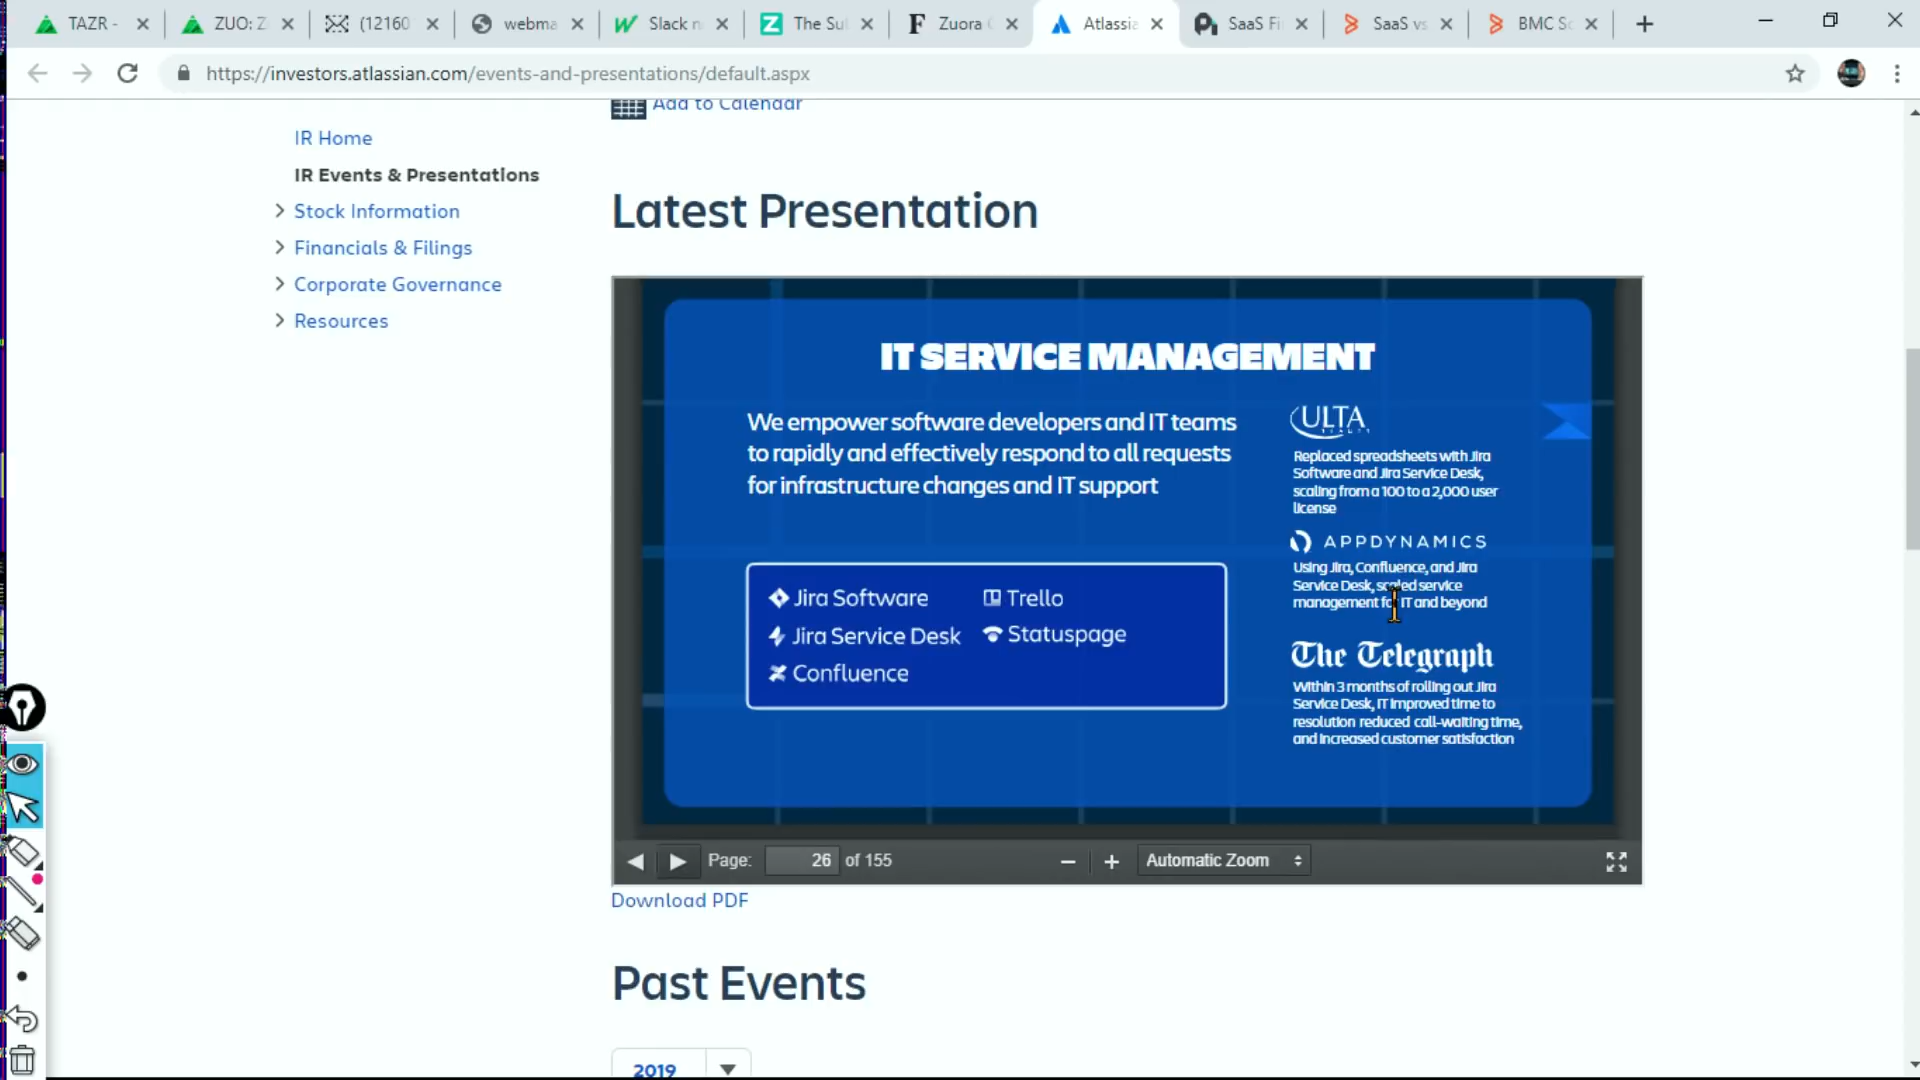 TAZR -
ZUO: Z
(12160
webma
Slack n
The Su
Zuora
Atlassia
SaaS Fi
SaaS vs
BMC So
https://investors.atlassian.com/events-and-presentations/default.aspx
Add to Calendar
IR Home
IR Events & Presentations
Stock Information
Financials & Filings
Corporate Governance
Resources
Latest Presentation
IT SERVICE MANAGEMENT
We empower software developers and IT teams
to rapidly and effectively respond to all requests
for infrastructure changes and IT support
Jira Software
Trello
Jira Service Desk
Statuspage
Confluence
ULTA
Replaced spreadsheets with Jira
Software and Jira Service Desk,
scaling from a 100 to a 2,000 user
license
APPDYNAMICS
Using Jira, Confluence, and Jira
Service Desk, scaled service
management for IT and beyond
The Telegraph
Within 3 months of rolling out Jira
Service Desk, IT improved time to
resolution reduced call-waiting time,
and increased customer satisfaction
Page: 26 of 155
Automatic Zoom
Download PDF
Past Events
2019